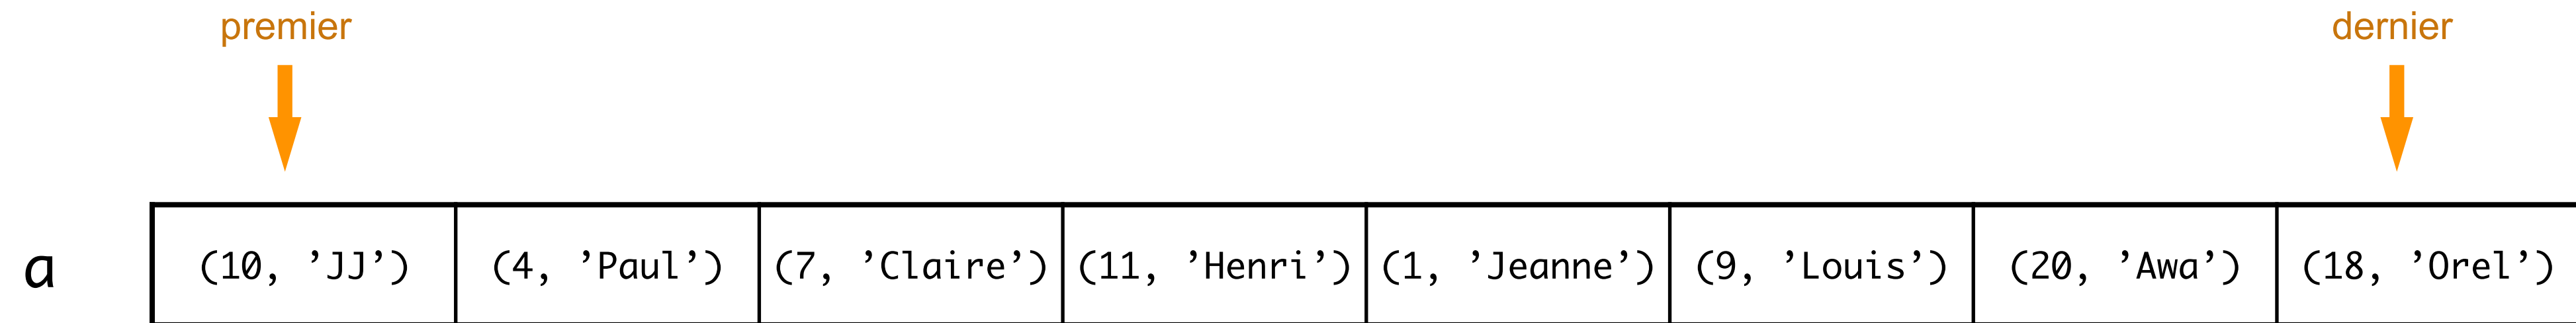 premier dernier
a (10, ’JJ’) (4, ’Paul’) (7, ’Claire’) (11, ’Henri’) (1, ’Jeanne’) (9, ’Louis’) (20, ’Awa’) (18, ’Orel’)